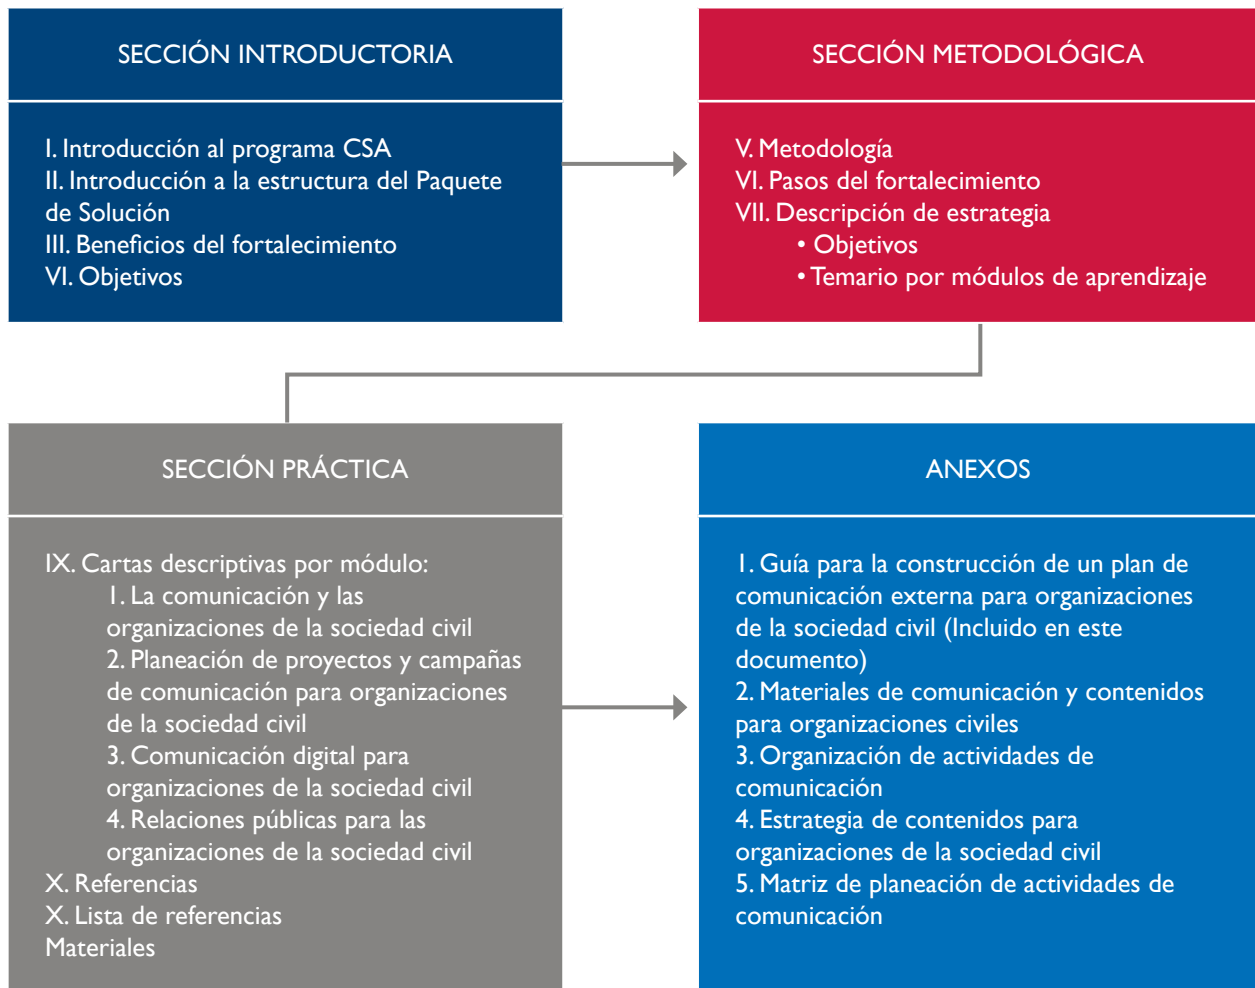 SECCIÓN INTRODUCTORIA
I. Introducción al programa CSA
II. Introducción a la estructura del Paquete
de Solución
III. Beneficios del fortalecimiento
VI. Objetivos
SECCIÓN METODOLÓGICA
V. Metodología
VI. Pasos del fortalecimiento
VII. Descripción de estrategia
• Objetivos
• Temario por módulos de aprendizaje
SECCIÓN PRÁCTICA
IX. Cartas descriptivas por módulo:
1. La comunicación y las
organizaciones de la sociedad civil
2. Planeación de proyectos y campañas
de comunicación para organizaciones
de la sociedad civil
3. Comunicación digital para
organizaciones de la sociedad civil
4. Relaciones públicas para las
organizaciones de la sociedad civil
X. Referencias
X. Lista de referencias
Materiales
ANEXOS
1. Guía para la construcción de un plan de
comunicación externa para organizaciones
de la sociedad civil (Incluido en este
documento)
2. Materiales de comunicación y contenidos
para organizaciones civiles
3. Organización de actividades de
comunicación
4. Estrategia de contenidos para
organizaciones de la sociedad civil
5. Matriz de planeación de actividades de
comunicación